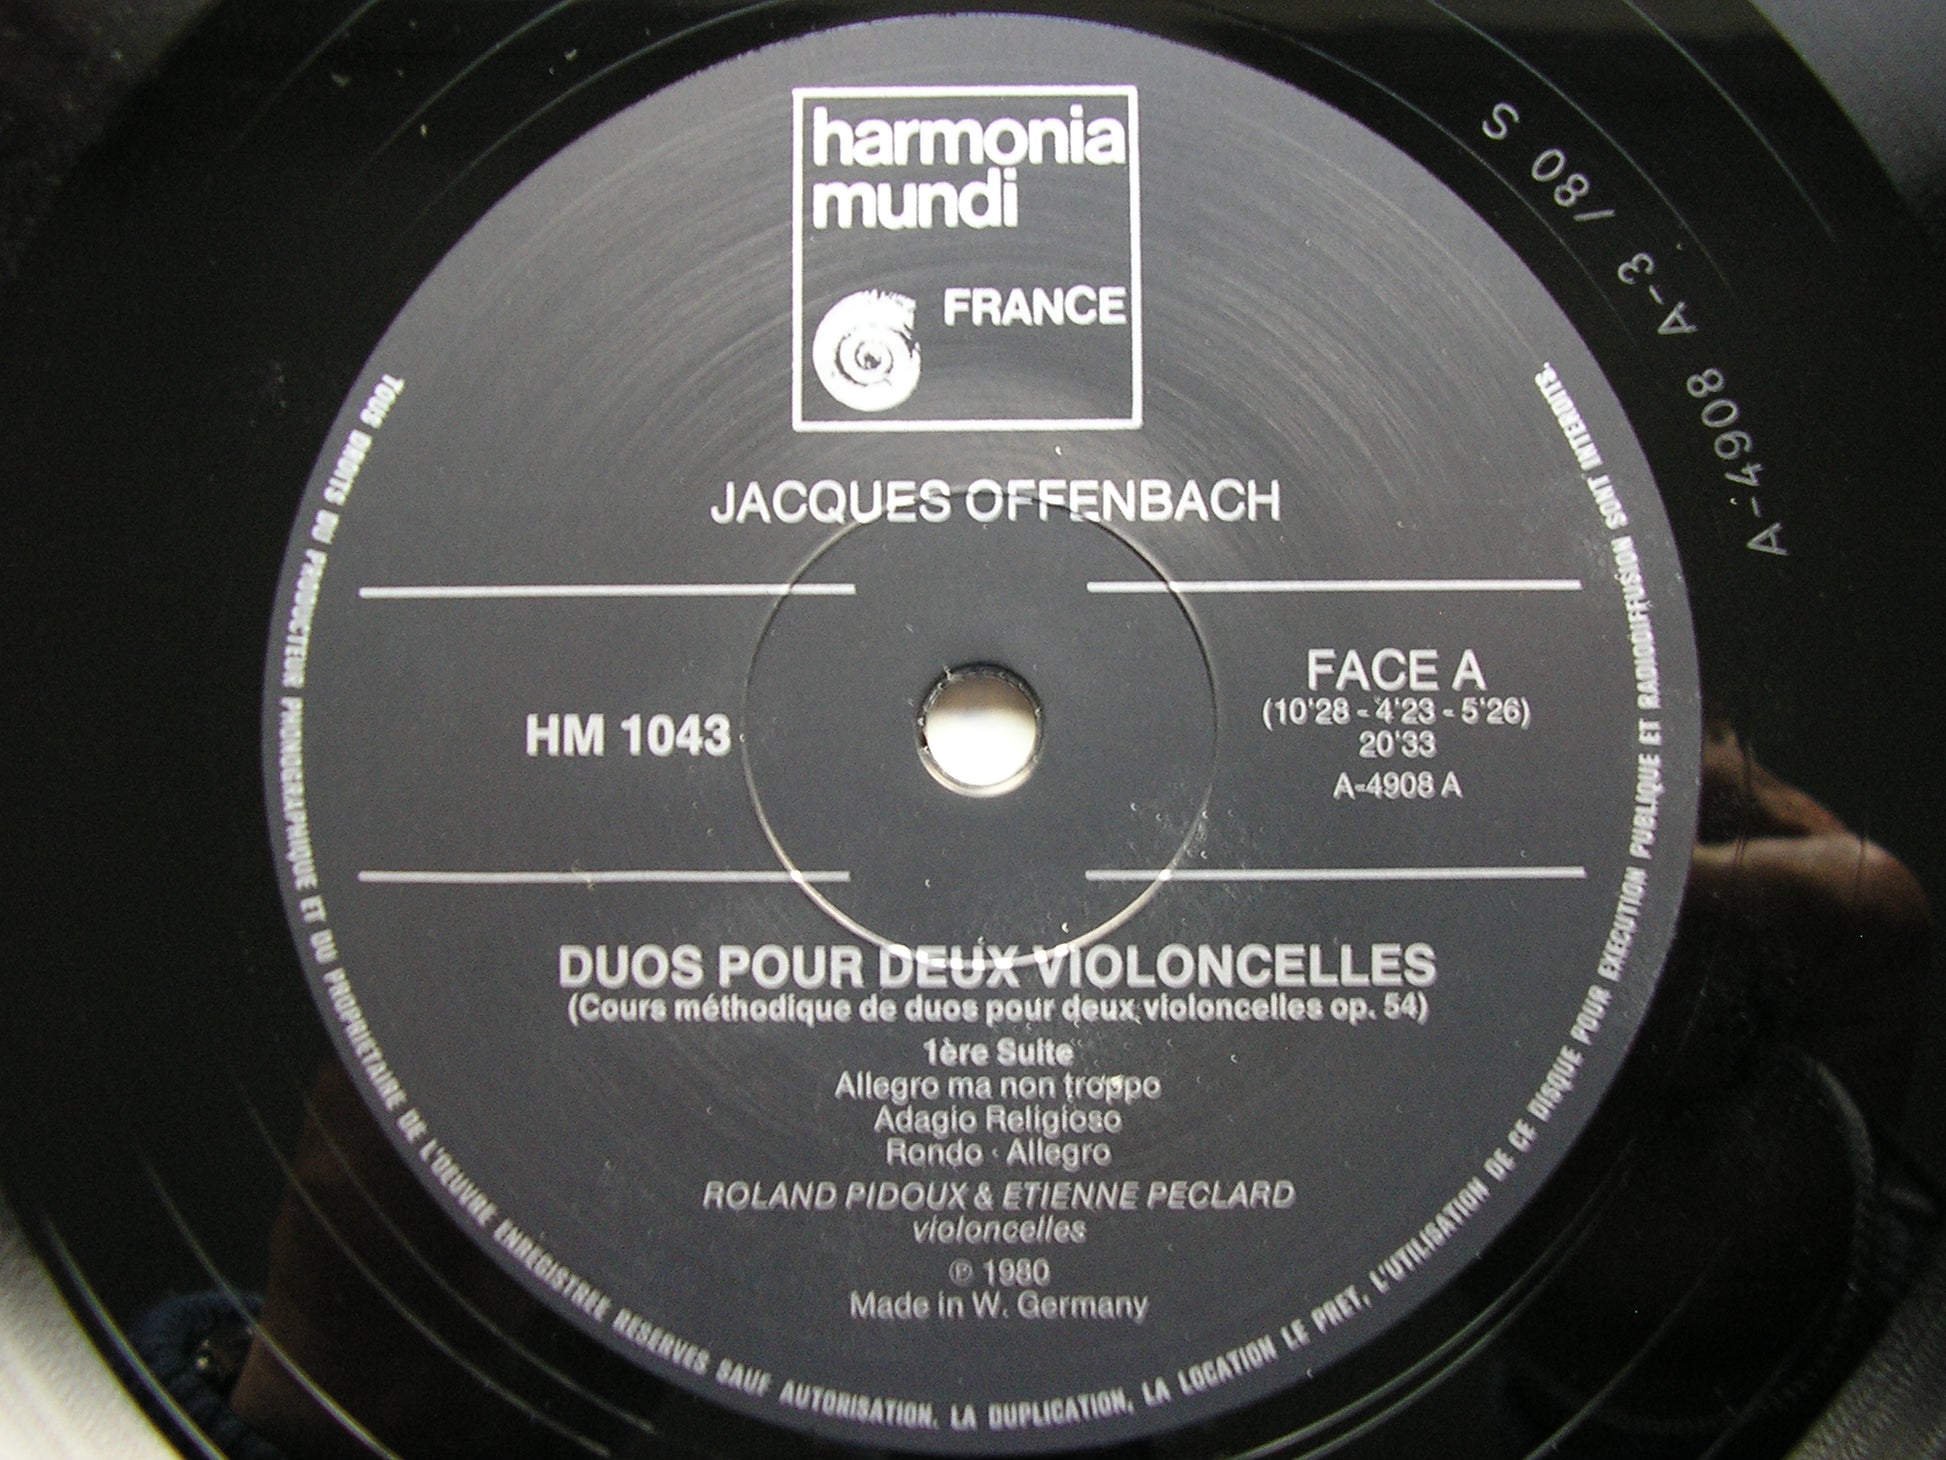 harmonia
mundi
FRANCE
JACQUES OFFENBACH
HM 1043
FACE A
(10'28 - 4'23 - 5'26)
20'33
A-4908 A
DUOS POUR DEUX VIOLONCELLES
(Cours méthodique de duos pour deux violoncelles op. 54)
1ère Suite
Allegro ma non troppo
Adagio Religioso
Rondo - Allegro
ROLAND PIDOUX & ETIENNE PECLARD
violoncelles
℗ 1980
Made in W. Germany
TOUS DROITS DU PRODUCTEUR PHONOGRAPHIQUE ET DU PROPRIETAIRE DE L'OEUVRE ENREGISTREE RESERVES SAUF AUTORISATION, LA DUPLICATION, LA LOCATION LE PRET, L'UTILISATION DE CE DISQUE POUR EXECUTION PUBLIQUE ET RADIODIFFUSION SONT INTERDITS.
A-4908 A-3 /80 S